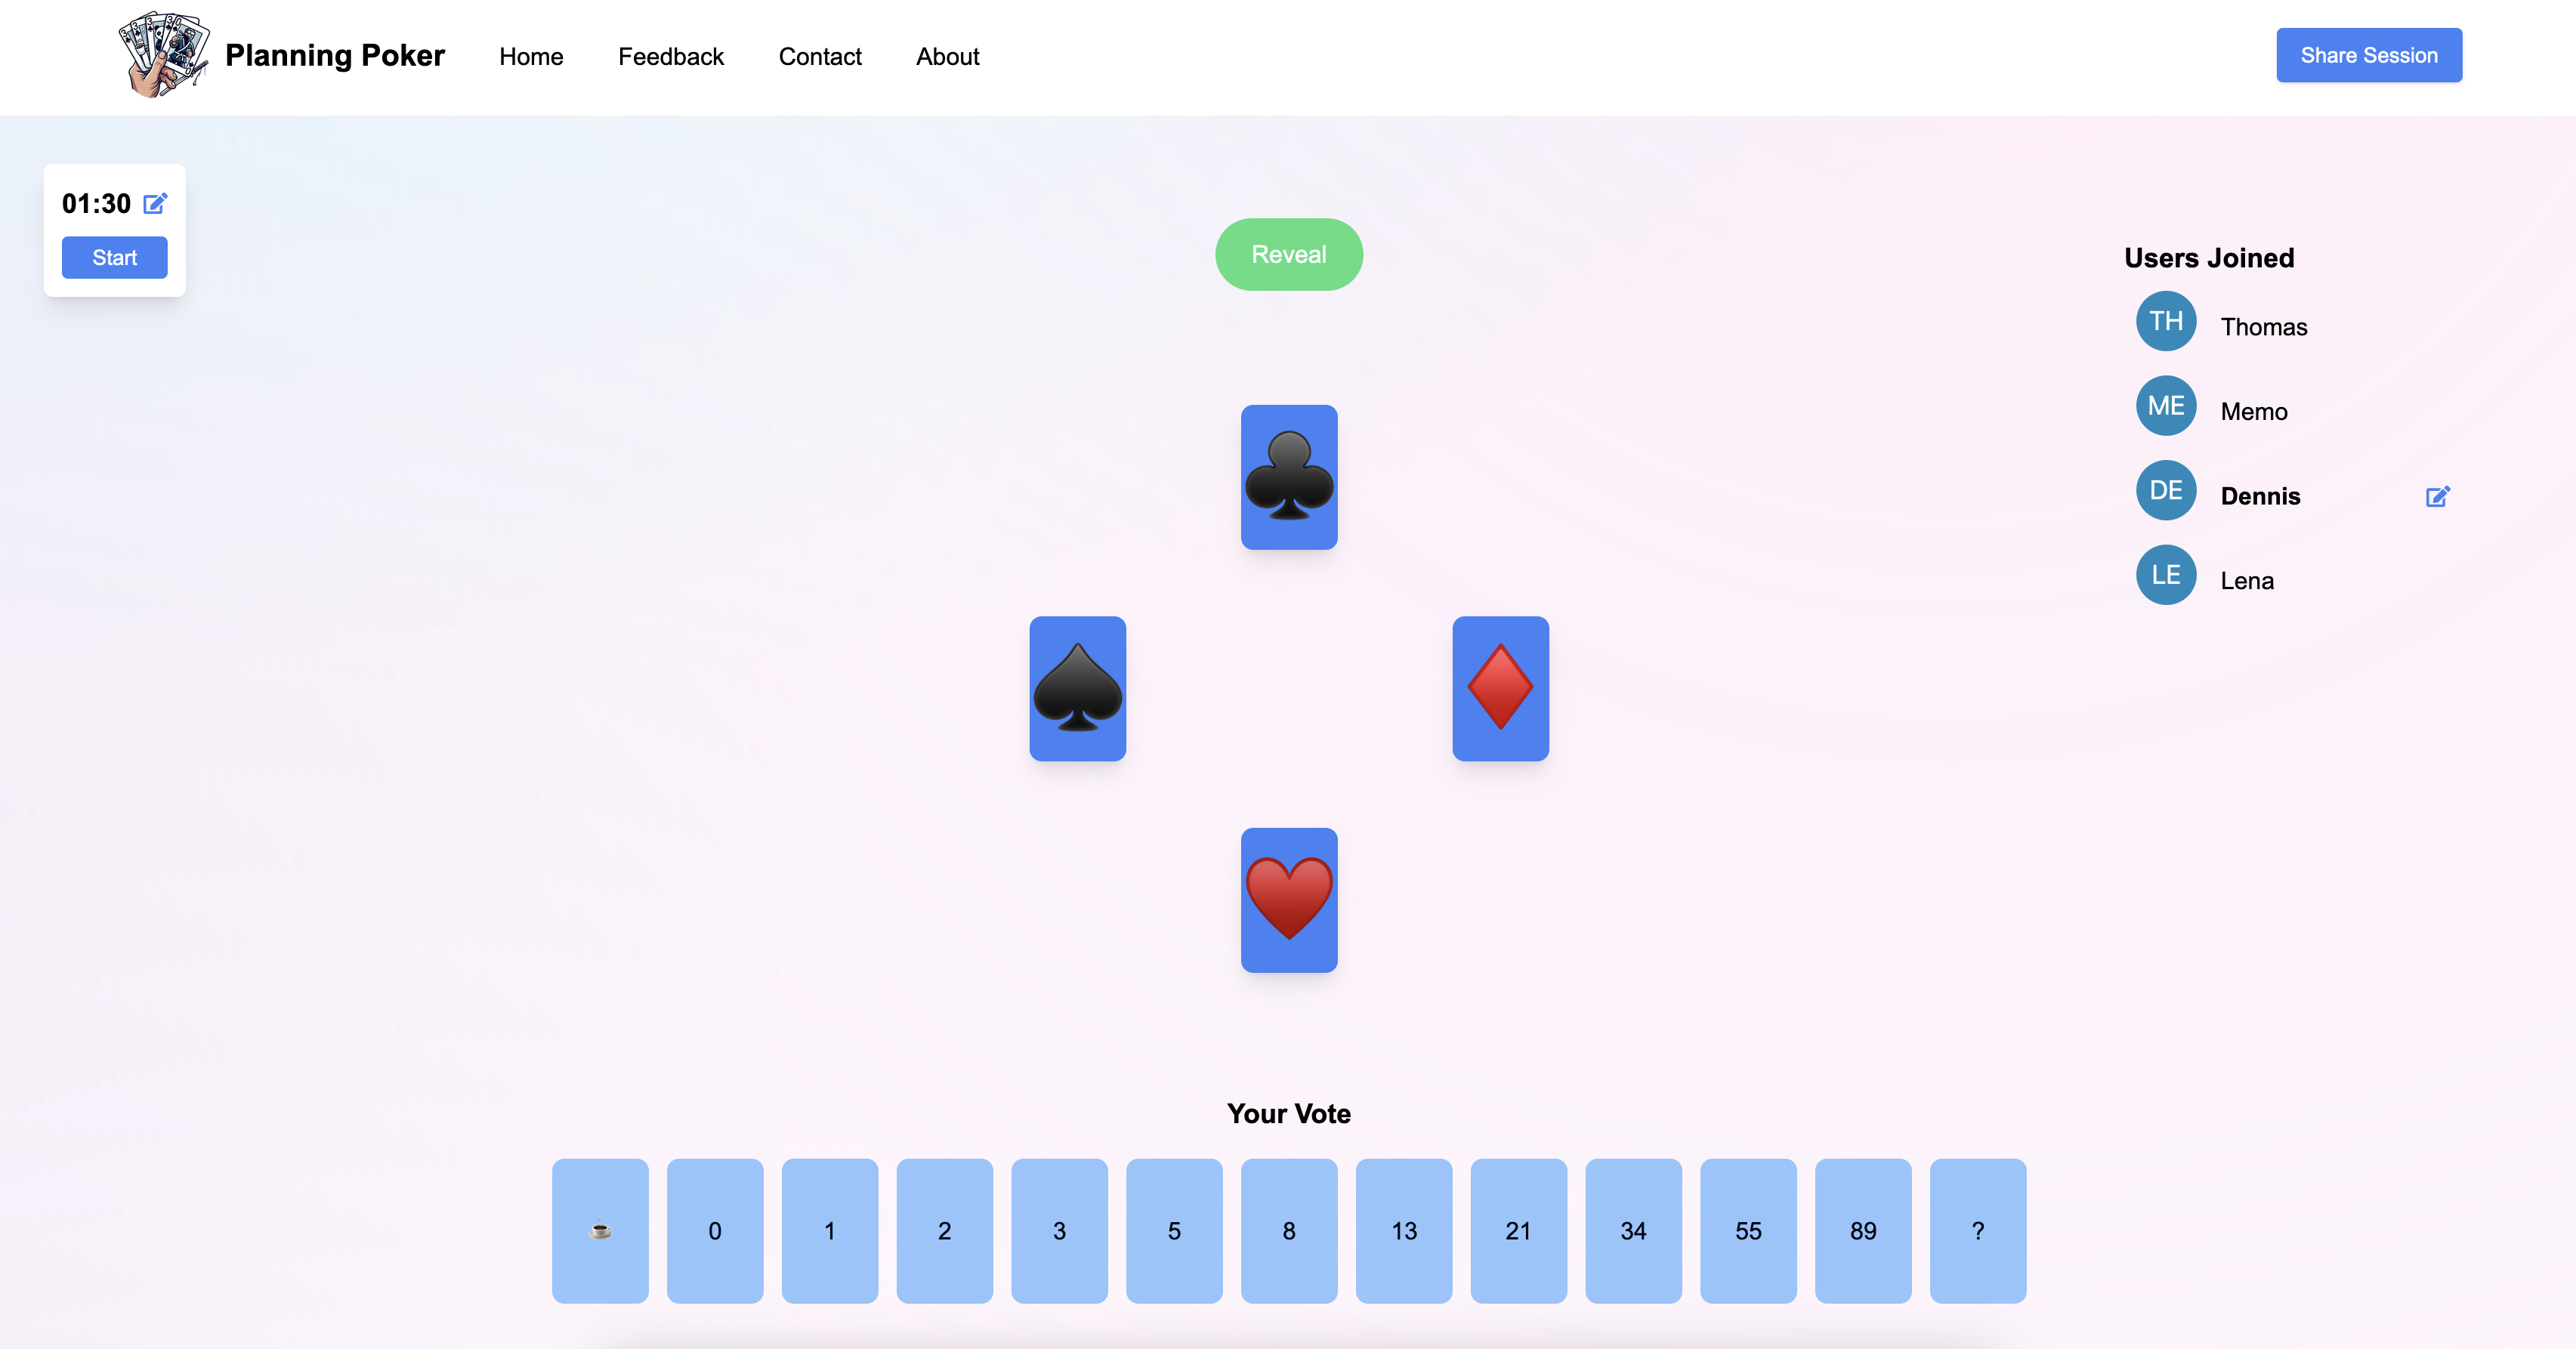 Planning Poker
Home
Feedback
Contact
About
Share Session
01:30
Start
Reveal
Users Joined
TH Thomas
ME Memo
DE Dennis
LE Lena
Your Vote
0 1 2 3 5 8 13 21 34 55 89 ?